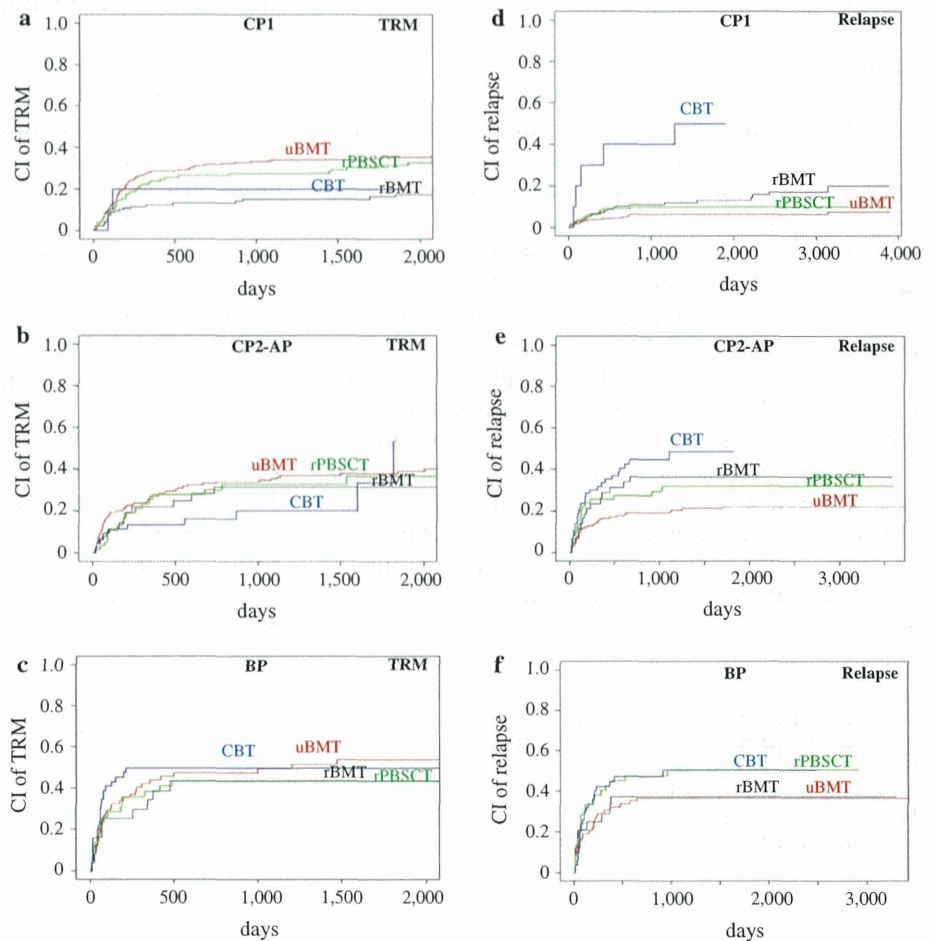 a
CP1
TRM
CI of TRM
1.0
0.8
0.6
0.4
0.2
0
uBMT
rPBSCT
CBT
rBMT
0
500
1,000
1,500
2,000
days
d
CP1
Relapse
CI of relapse
1.0
0.8
0.6
0.4
0.2
0
CBT
rBMT
rPBSCT
uBMT
0
1,000
2,000
3,000
4,000
days
b
CP2-AP
TRM
CI of TRM
1.0
0.8
0.6
0.4
0.2
0
uBMT
rPBSCT
rBMT
CBT
0
500
1,000
1,500
2,000
days
e
CP2-AP
Relapse
CI of relapse
1.0
0.8
0.6
0.4
0.2
0
CBT
rBMT
rPBSCT
uBMT
0
1,000
2,000
3,000
days
c
BP
TRM
CI of TRM
1.0
0.8
0.6
0.4
0.2
0
CBT
uBMT
rBMT
rPBSCT
0
500
1,000
1,500
2,000
days
f
BP
Relapse
CI of relapse
1.0
0.8
0.6
0.4
0.2
0
CBT
rPBSCT
rBMT
uBMT
0
1,000
2,000
3,000
days